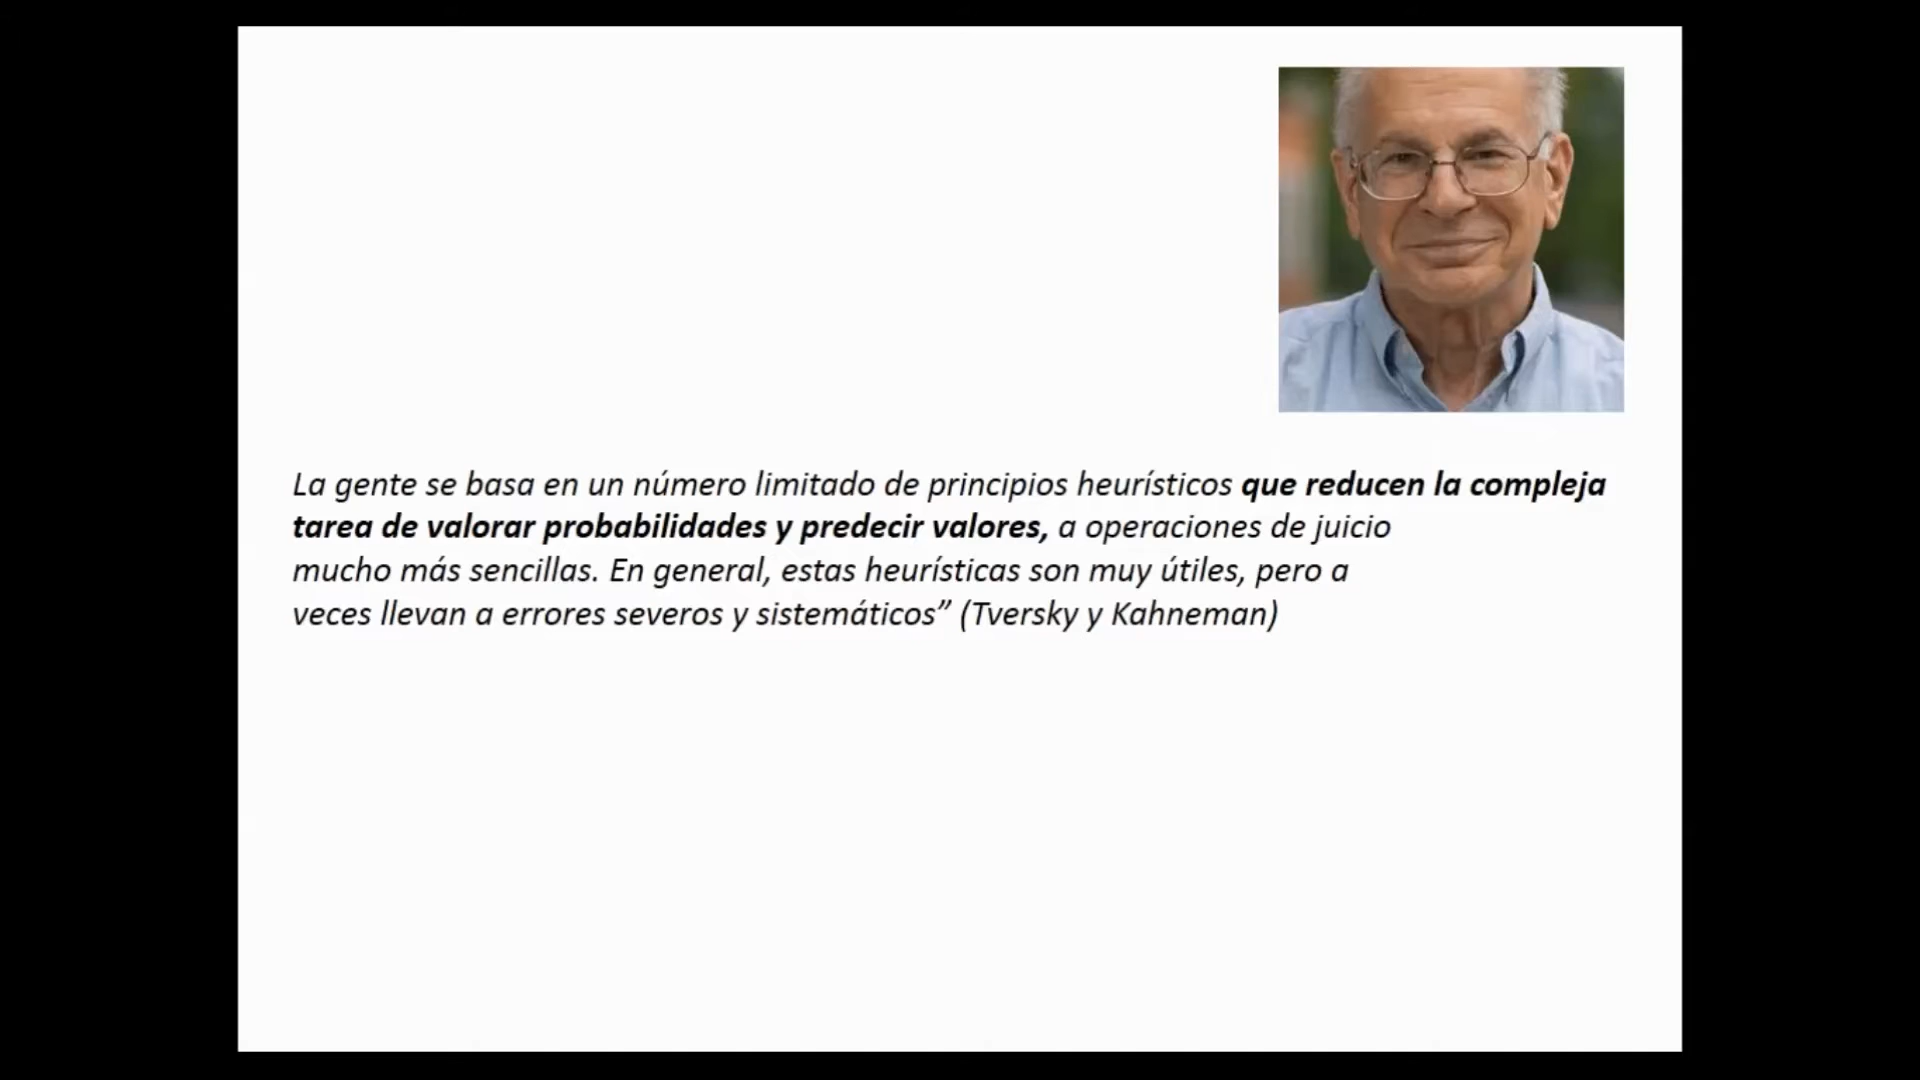 La gente se basa en un número limitado de principios heurísticos que reducen la compleja
tarea de valorar probabilidades y predecir valores, a operaciones de juicio
mucho más sencillas. En general, estas heurísticas son muy útiles, pero a
veces llevan a errores severos y sistemáticos” (Tversky y Kahneman)